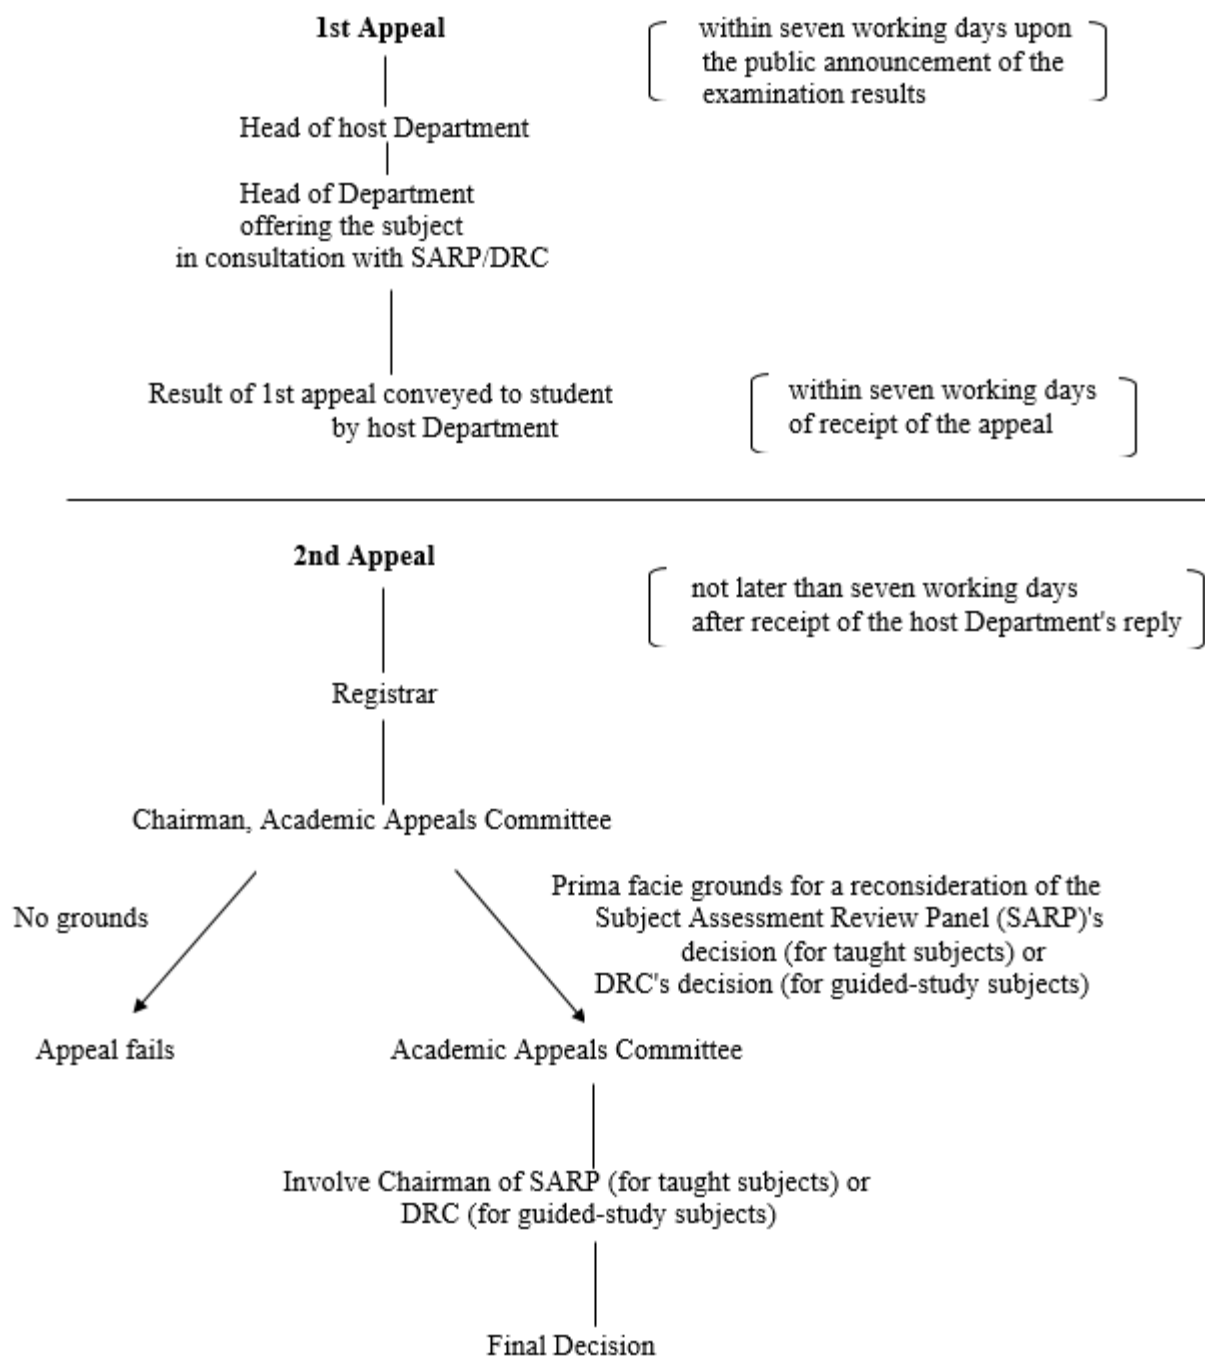 1st Appeal
within seven working days upon
the public announcement of the
examination results
Head of host Department
Head of Department
offering the subject
in consultation with SARP/DRC
Result of 1st appeal conveyed to student
by host Department
within seven working days
of receipt of the appeal
2nd Appeal
not later than seven working days
after receipt of the host Department's reply
Registrar
Chairman, Academic Appeals Committee
No grounds
Prima facie grounds for a reconsideration of the
Subject Assessment Review Panel (SARP)'s
decision (for taught subjects) or
DRC's decision (for guided-study subjects)
Appeal fails
Academic Appeals Committee
Involve Chairman of SARP (for taught subjects) or
DRC (for guided-study subjects)
Final Decision